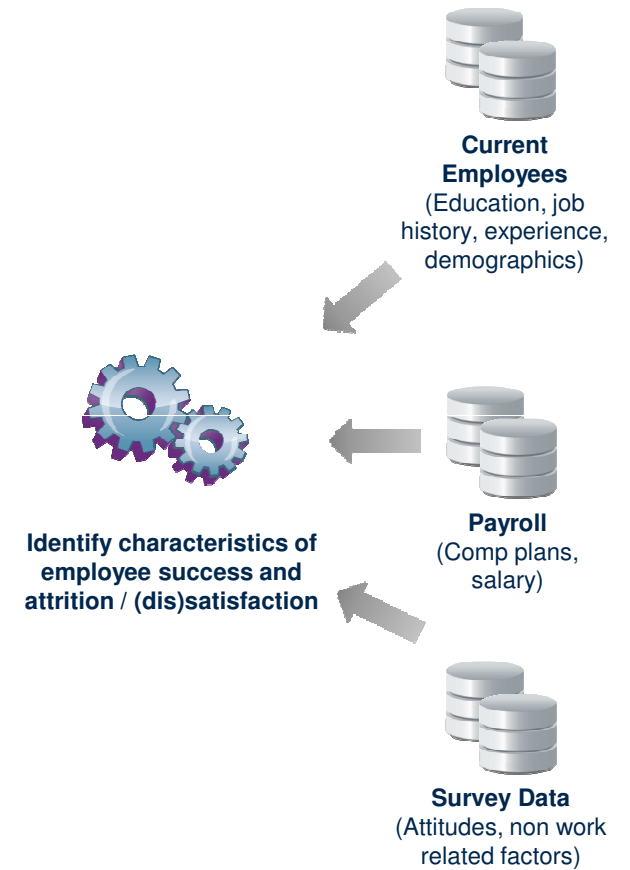 Current
Employees
(Education, job
history, experience,
demographics)
Identify characteristics of
employee success and
attrition / (dis)satisfaction
Payroll
(Comp plans,
salary)
Survey Data
(Attitudes, non work
related factors)